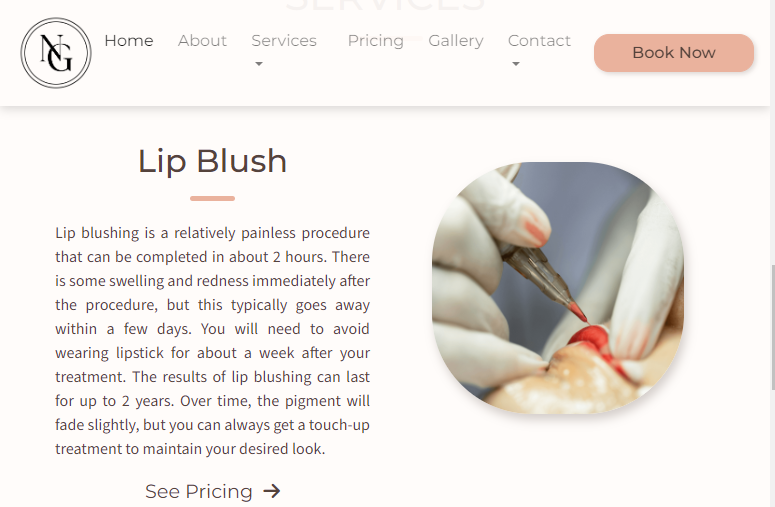 SERVICES
NG
Home About Services Pricing Gallery Contact Book Now
Lip Blush
Lip blushing is a relatively painless procedure
that can be completed in about 2 hours. There
is some swelling and redness immediately after
the procedure, but this typically goes away
within a few days. You will need to avoid
wearing lipstick for about a week after your
treatment. The results of lip blushing can last
for up to 2 years. Over time, the pigment will
fade slightly, but you can always get a touch-up
treatment to maintain your desired look.
See Pricing